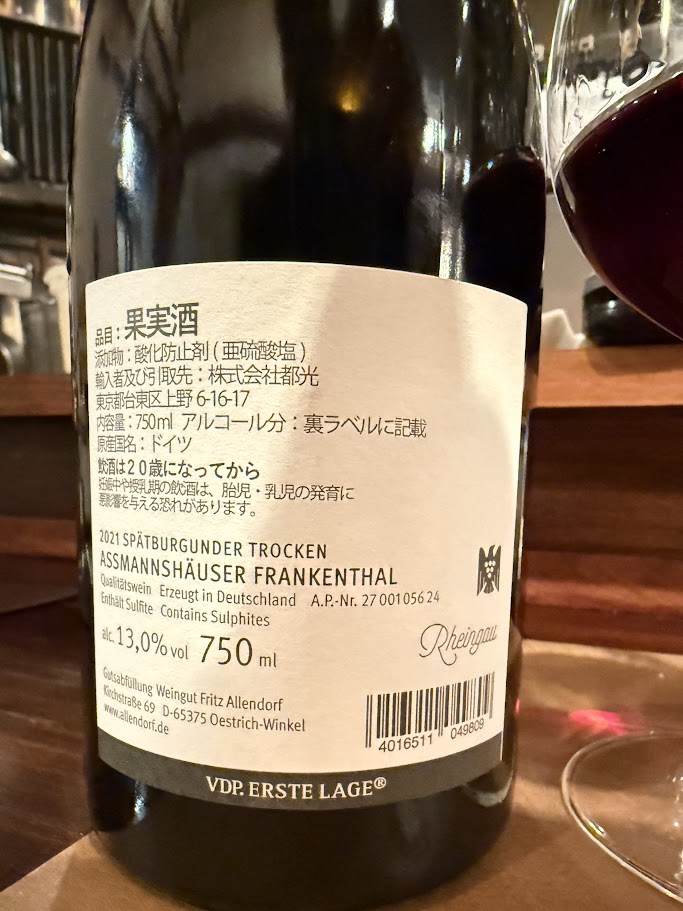 品目：果実酒
添加物：酸化防止剤（亜硫酸塩）
輸入者及び引取先：株式会社都光
東京都台東区上野 6-16-17
内容量：750ml アルコール分：裏ラベルに記載
原産国名：ドイツ
飲酒は２０歳になってから
妊娠中や授乳期の飲酒は、胎児・乳児の発育に
悪影響を与える恐れがあります。
2021 SPÄTBURGUNDER TROCKEN
ASSMANNSHÄUSER FRANKENTHAL
Qualitätswein Erzeugt in Deutschland A.P.-Nr. 27 001 056 24
Enthält Sulfite Contains Sulphites
alc. 13,0% vol 750 ml
Rheingau
Gutsabfüllung Weingut Fritz Allendorf
Kirchstraße 69 D-65375 Oestrich-Winkel
www.allendorf.de
4016511 049809
VDP. ERSTE LAGE®